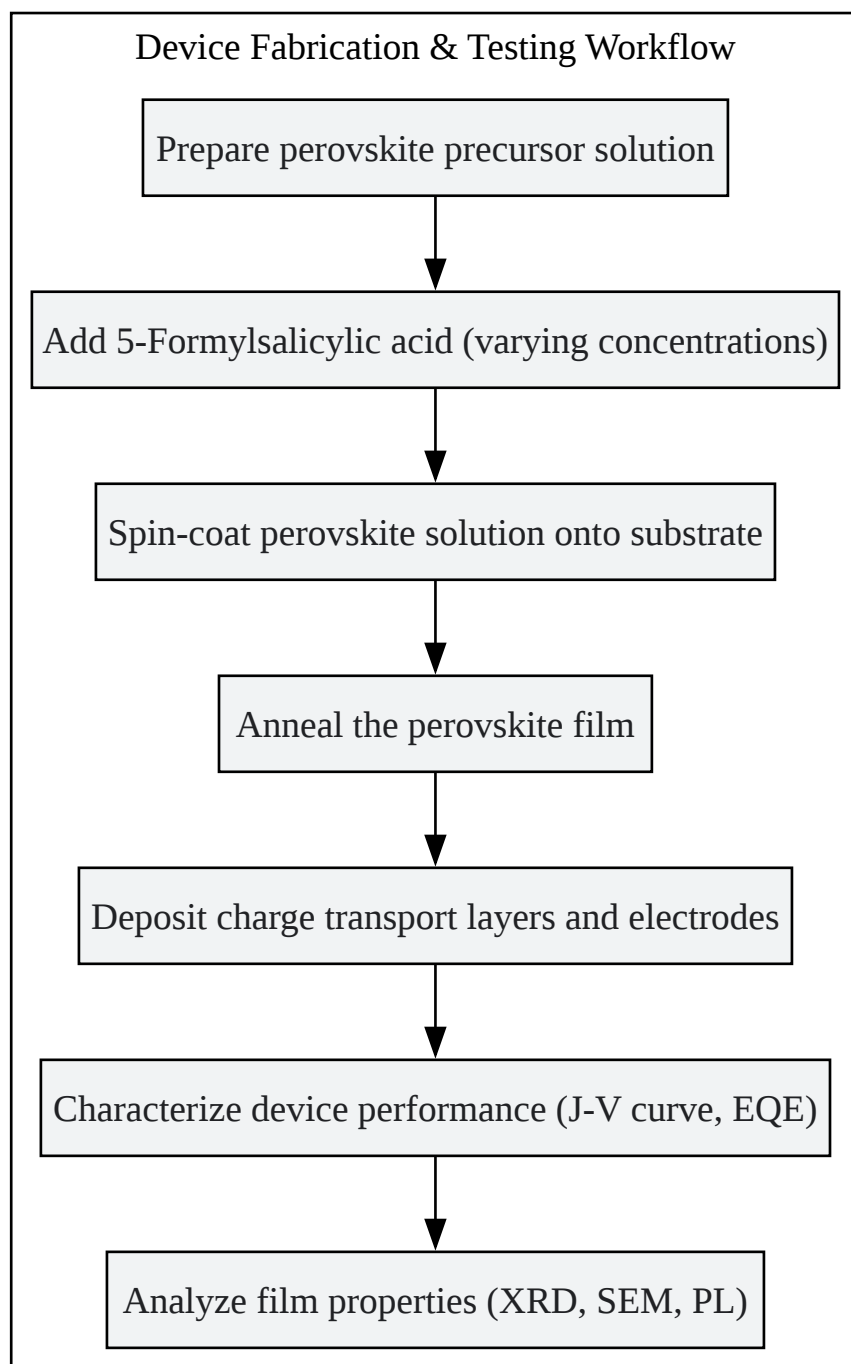 Device Fabrication & Testing Workflow
Prepare perovskite precursor solution
Add 5-Formylsalicylic acid (varying concentrations)
Spin-coat perovskite solution onto substrate
Anneal the perovskite film
Deposit charge transport layers and electrodes
Characterize device performance (J-V curve, EQE)
Analyze film properties (XRD, SEM, PL)